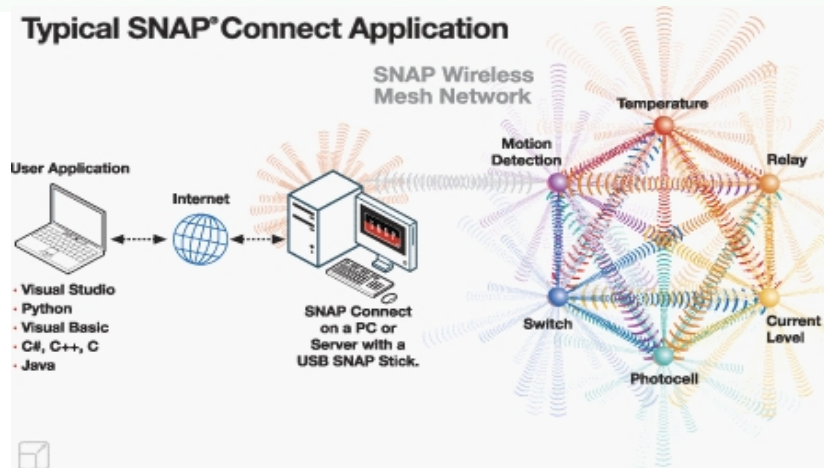 Typical SNAP® Connect Application
SNAP Wireless
Mesh Network
Temperature
Motion
Detection
Relay
User Application
Internet
Switch
Current
Level
Photocell
• Visual Studio
• Python
• Visual Basic
• C#, C++, C
• Java
SNAP Connect
on a PC or
Server with a
USB SNAP Stick.